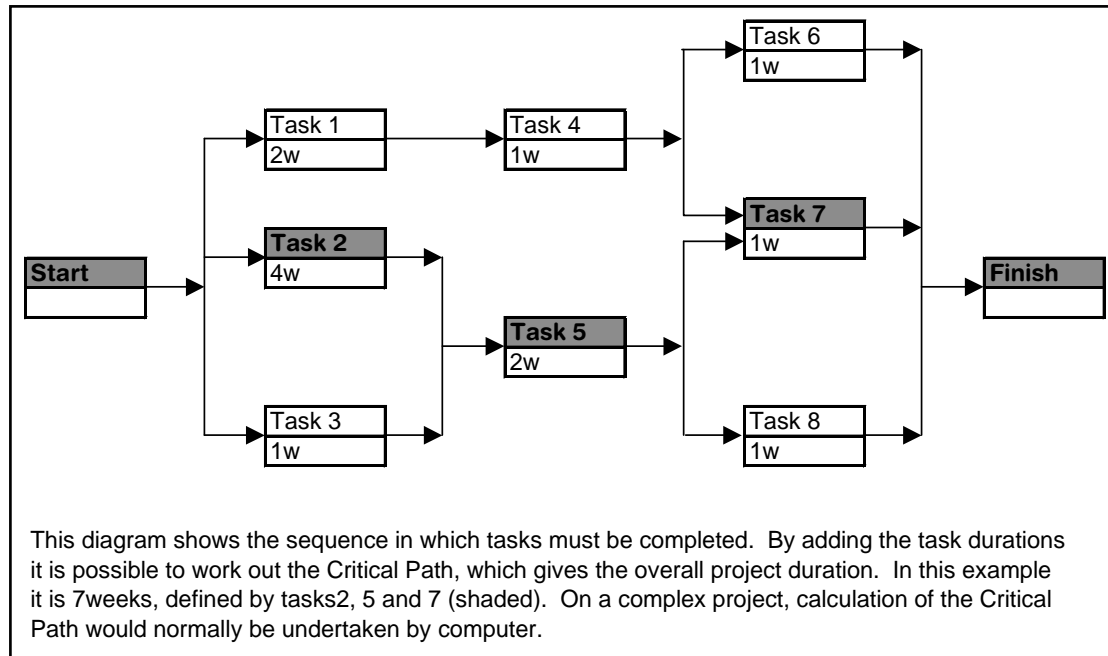 Task 6
1w
Task 1
2w
Task 4
1w
Task 7
1w
Task 2
4w
Start
Finish
Task 5
2w
Task 3
1w
Task 8
1w
This diagram shows the sequence in which tasks must be completed.  By adding the task durations
it is possible to work out the Critical Path, which gives the overall project duration.  In this example
it is 7weeks, defined by tasks2, 5 and 7 (shaded).  On a complex project, calculation of the Critical
Path would normally be undertaken by computer.